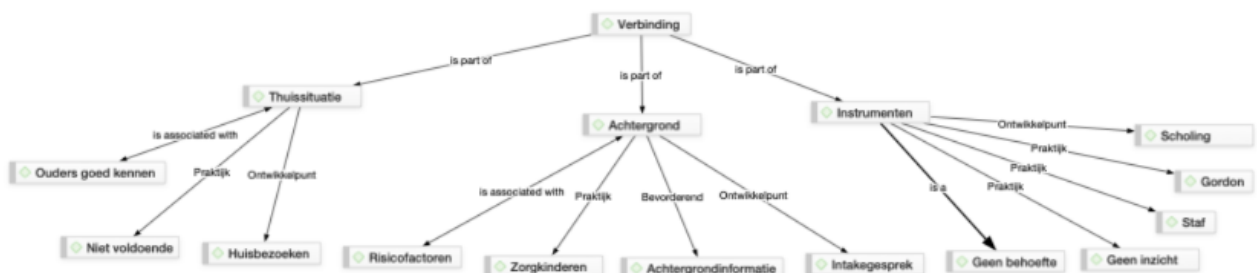 Verbinding
is part of
is part of
is part of
Thuissituatie
Achtergrond
Instrumenten
is associated with
Praktijk
Ontwikkelpunt
Ouders goed kennen
Niet voldoende
Huisbezoeken
is associated with
Praktijk
Bevorderend
Ontwikkelpunt
Risicofactoren
Zorgkinderen
Achtergrondinformatie
Intakegesprek
Ontwikkelpunt
Praktijk
Praktijk
Praktijk
is a
Scholing
Gordon
Staf
Geen inzicht
Geen behoefte